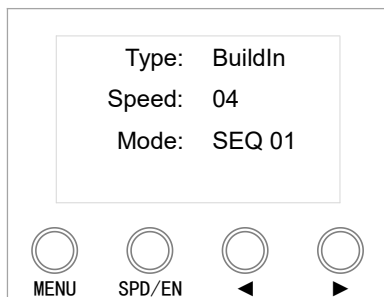 Type: BuildIn
Speed: 04
Mode: SEQ 01
MENU SPD/EN ◄ ►